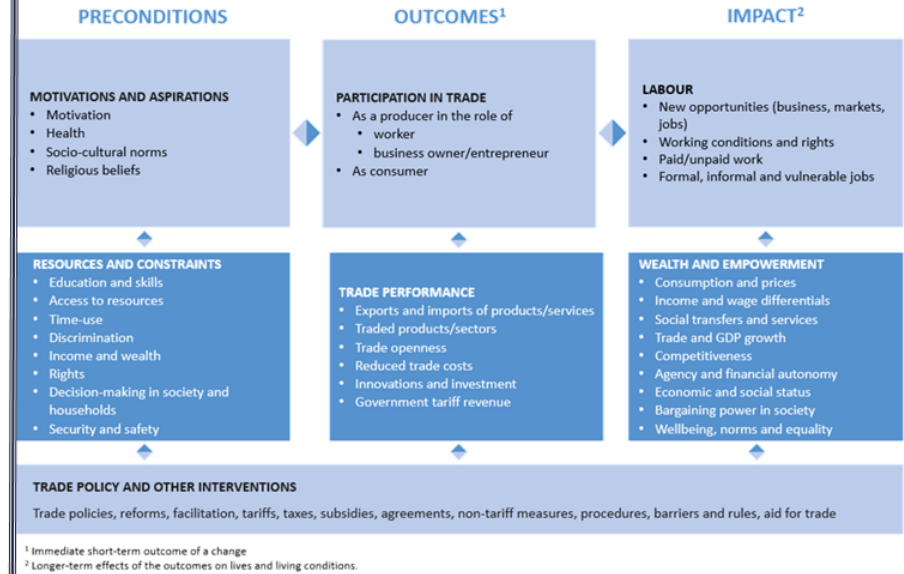 PRECONDITIONS
OUTCOMES¹
IMPACT²
MOTIVATIONS AND ASPIRATIONS
• Motivation
• Health
• Socio-cultural norms
• Religious beliefs
PARTICIPATION IN TRADE
• As a producer in the role of
• worker
• business owner/entrepreneur
• As consumer
LABOUR
• New opportunities (business, markets,
jobs)
• Working conditions and rights
• Paid/unpaid work
• Formal, informal and vulnerable jobs
RESOURCES AND CONSTRAINTS
• Education and skills
• Access to resources
• Time-use
• Discrimination
• Income and wealth
• Rights
• Decision-making in society and
households
• Security and safety
TRADE PERFORMANCE
• Exports and imports of products/services
• Traded products/sectors
• Trade openness
• Reduced trade costs
• Innovations and investment
• Government tariff revenue
WEALTH AND EMPOWERMENT
• Consumption and prices
• Income and wage differentials
• Social transfers and services
• Trade and GDP growth
• Competitiveness
• Agency and financial autonomy
• Economic and social status
• Bargaining power in society
• Wellbeing, norms and equality
TRADE POLICY AND OTHER INTERVENTIONS
Trade policies, reforms, facilitation, tariffs, taxes, subsidies, agreements, non-tariff measures, procedures, barriers and rules, aid for trade
¹ Immediate short-term outcome of a change
² Longer-term effects of the outcomes on lives and living conditions.